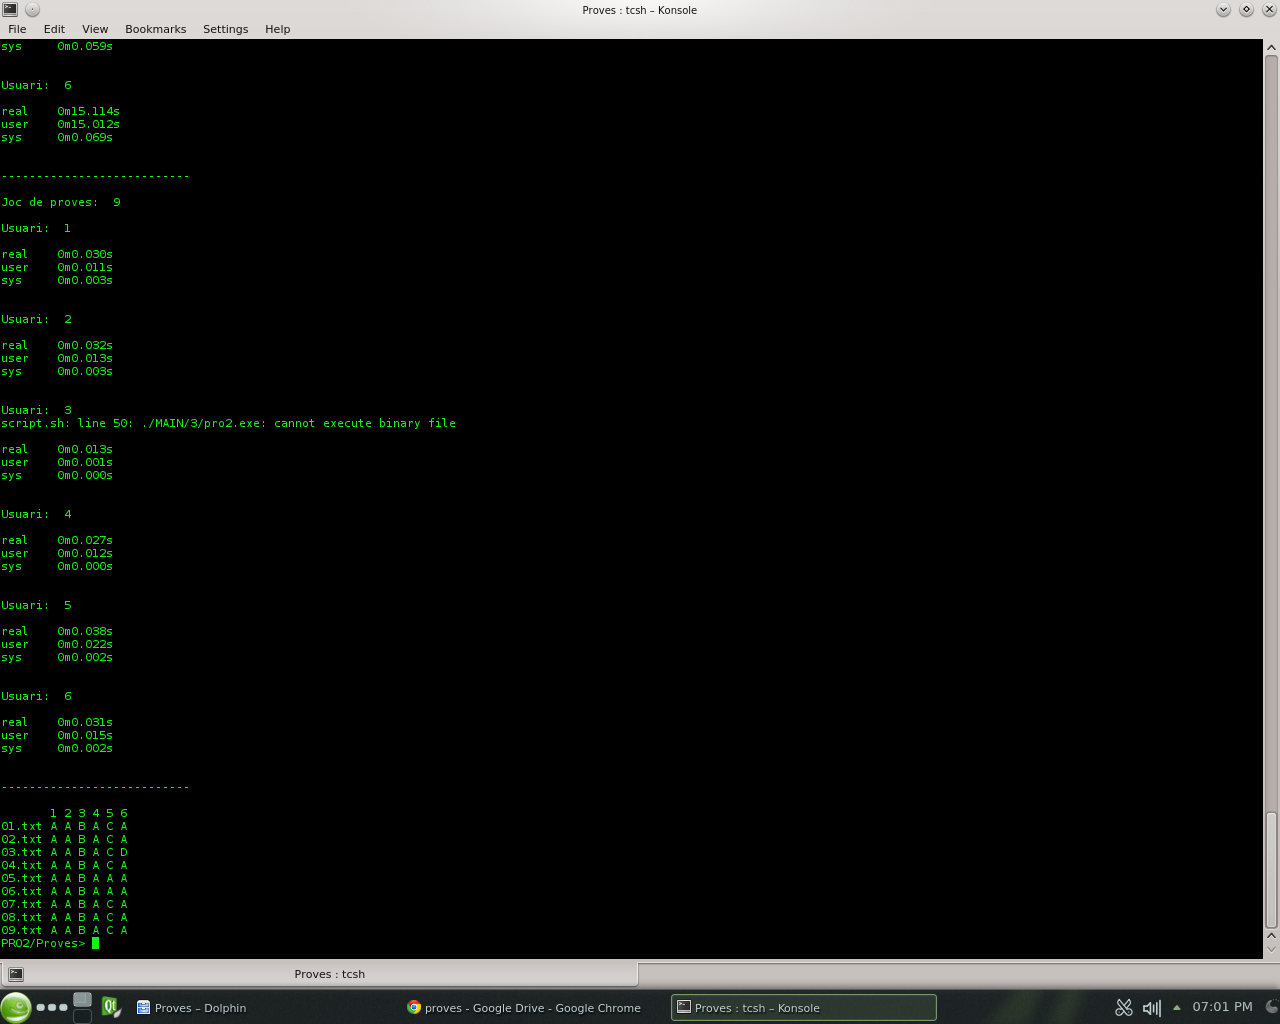 Proves : tcsh – Konsole
File Edit View Bookmarks Settings Help
sys 0m0.059s
Usuari: 6
real 0m15.114s
user 0m15.012s
sys 0m0.069s
---------------------------
Joc de proves: 9
Usuari: 1
real 0m0.030s
user 0m0.011s
sys 0m0.003s
Usuari: 2
real 0m0.032s
user 0m0.013s
sys 0m0.003s
Usuari: 3
script.sh: line 50: ./MAIN/3/pro2.exe: cannot execute binary file
real 0m0.013s
user 0m0.001s
sys 0m0.000s
Usuari: 4
real 0m0.027s
user 0m0.012s
sys 0m0.000s
Usuari: 5
real 0m0.038s
user 0m0.022s
sys 0m0.002s
Usuari: 6
real 0m0.031s
user 0m0.015s
sys 0m0.002s
---------------------------
1 2 3 4 5 6
01.txt A A B A C A
02.txt A A B A C A
03.txt A A B A C D
04.txt A A B A C A
05.txt A A B A A A
06.txt A A B A A A
07.txt A A B A C A
08.txt A A B A C A
09.txt A A B A C A
PRO2/Proves>
Proves : tcsh
Qt Proves – Dolphin proves - Google Drive - Google Chrome Proves : tcsh – Konsole 07:01 PM